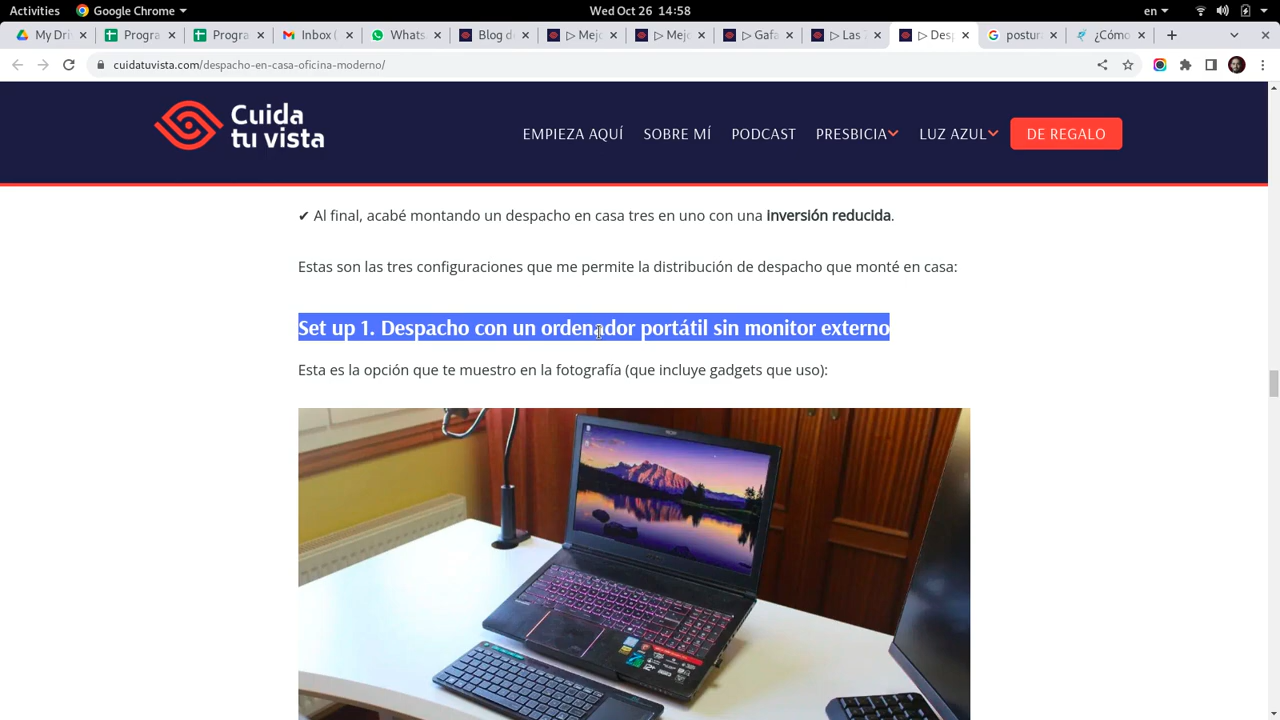 Activities
Google Chrome
Wed Oct 26 14:58
en
My Dri
Progra
Progra
Inbox (
Whats
Blog de
▷ Mejo
▷ Mejo
▷ Gafa
▷ Las
▷ Desp
postur
¿Cómo
cuidatuvista.com/despacho-en-casa-oficina-moderno/
Cuida
tu vista
EMPIEZA AQUÍ
SOBRE MÍ
PODCAST
PRESBICIA
LUZ AZUL
DE REGALO
✔ Al final, acabé montando un despacho en casa tres en uno con una inversión reducida.
Estas son las tres configuraciones que me permite la distribución de despacho que monté en casa:
Set up 1. Despacho con un ordenador portátil sin monitor externo
Esta es la opción que te muestro en la fotografía (que incluye gadgets que uso):